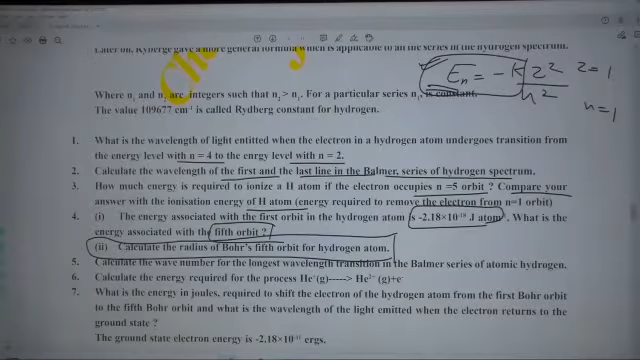 Later on, Rydberg gave a more general formula which is applicable to all the series in the hydrogen spectrum.
Eₙ = -K Z²/n² z = 1
n = 1
Where n₁ and n₂ are integers such that n₂ > n₁. For a particular series n₁, is constant.
The value 109677 cm⁻¹ is called Rydberg constant for hydrogen.
1. What is the wavelength of light entitted when the electron in a hydrogen atom undergoes transition from
the energy level with n = 4 to the enrgy level with n = 2.
2. Calculate the wavelength of the first and the last line in the Balmer, series of hydrogen spectrum.
3. How much energy is required to ionize a H atom if the electron occupies n =5 orbit ? Compare your
answer with the ionisation energy of H atom (energy required to remove the electron from n=1 orbit)
4. (i) The energy associated with the first orbit in the hydrogen atom is -2.18×10⁻¹⁸ J atom⁻¹. What is the
energy associated with the fifth orbit ?
(ii) Calculate the radius of Bohr's fifth orbit for hydrogen atom.
5. Calculate the wave number for the longest wavelength transition in the Balmer series of atomic hydrogen.
6. Calculate the energy required for the process He⁺(g)-----> He²⁺ (g)+e⁻
7. What is the energy in joules, required to shift the electron of the hydrogen atom from the first Bohr orbit
to the fifth Bohr orbit and what is the wavelength of the light emitted when the electron returns to the
ground state ?
The ground state electron energy is -2.18×10⁻¹¹ ergs.